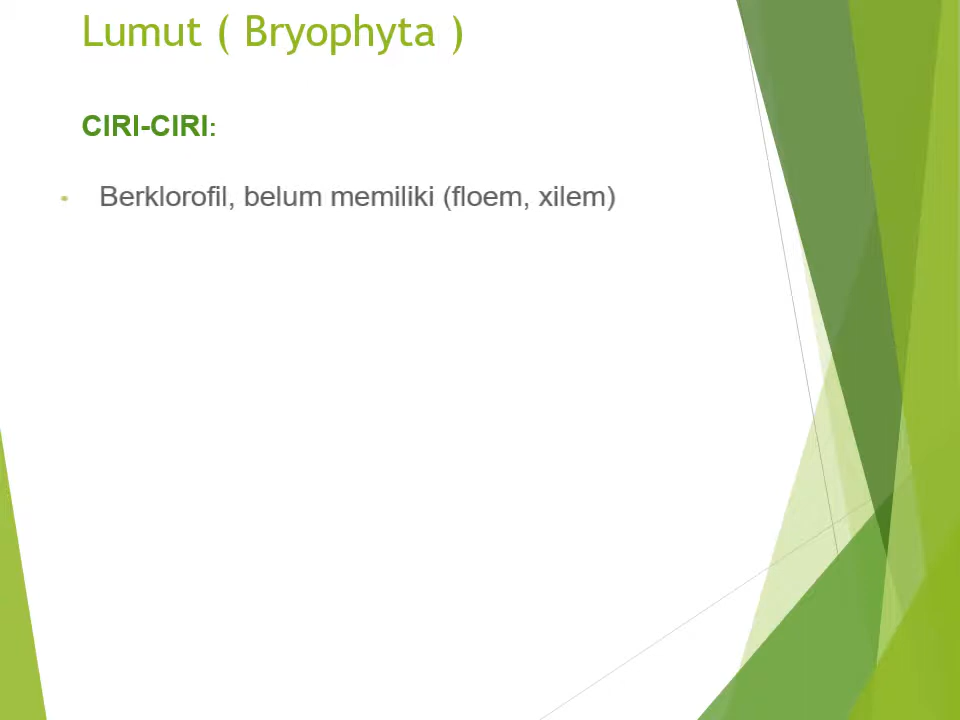 Lumut ( Bryophyta )
CIRI-CIRI:
• Berklorofil, belum memiliki (floem, xilem)